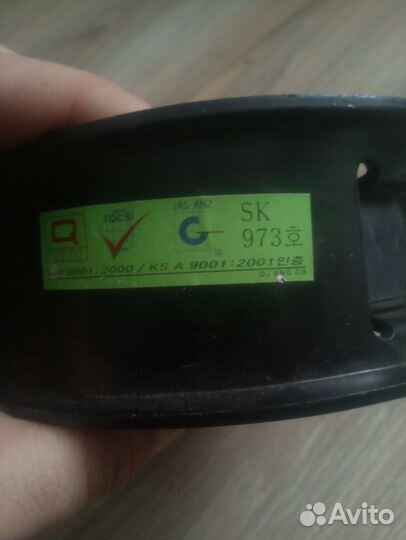 Q
TQCSI
JAS-ANZ
SK
973호
9001:2000 / KS A 9001:2001인증
DJ ENG CO
Avito